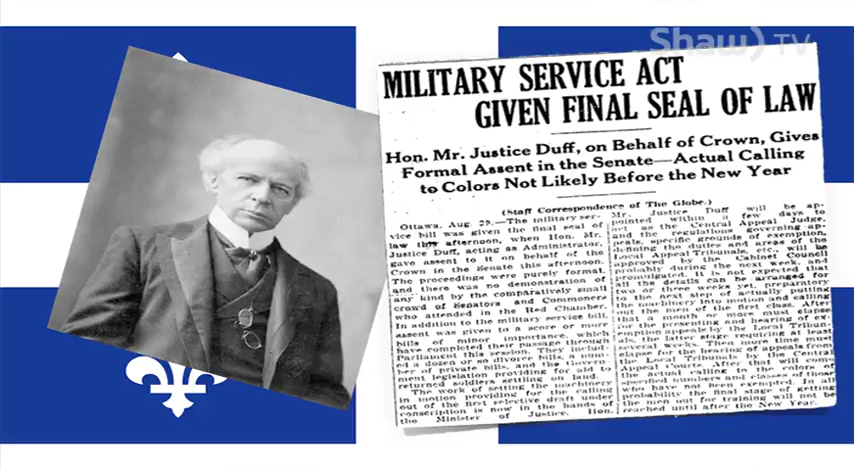 Shaw) TV
MILITARY SERVICE ACT
GIVEN FINAL SEAL OF LAW
Hon. Mr. Justice Duff, on Behalf of Crown, Gives
Formal Assent in the Senate—Actual Calling
to Colors Not Likely Before the New Year
(Staff Correspondence of The Globe.)
Ottawa, Aug. 29.—The military ser-
vice bill was given the final seal of
law this afternoon, when Hon. Mr.
Justice Duff, acting as Administrator,
gave assent to it on behalf of the
Crown in the Senate this afternoon.
The proceedings were purely formal,
and there was no demonstration of
any kind by the comparatively small
crowd of Senators and Commoners
who attended in the Red Chamber.
In addition to the military service bill,
assent was given to a score or more
bills of minor importance, which
have completed their passage through
Parliament this session. They includ-
ed a dozen or so divorce bills, a num-
ber of private bills, and the Govern-
ment legislation providing for aid to
returned soldiers settling on land.
The work of setting the machinery
in motion providing for the calling
out of the first selective draft under
conscription is now in the hands of
the Minister of Justice. Hon.
Mr. Justice Duff will be ap-
pointed within a few days to
act as the Central Appeal Judge,
and the regulations governing ap-
peals, specific grounds of exemption,
defining the duties and areas of the
Local Appeal Tribunals, etc., will be
approved by the Cabinet Council
probably during the next week, and
promulgated. It is not expected that
all the details can be arranged for
two or three weeks yet, preparatory
to the next step of actually putting
the machinery into motion and calling
out the men of the first class. After
that a month or more must elapse
for the presenting and hearing of ex-
emption appeals by the Local Tribun-
als, the latter stage requiring at least
several weeks. Then more time must
elapse for the hearing of appeals from
the Local Tribunals by the Central
Appeal Courts. After that will com-
e the actual calling to the colors of
specified numbers and classes of those
who have not been exempted. In all
probability the final stage of getting
the men out for training will not be
reached until after the New Year.